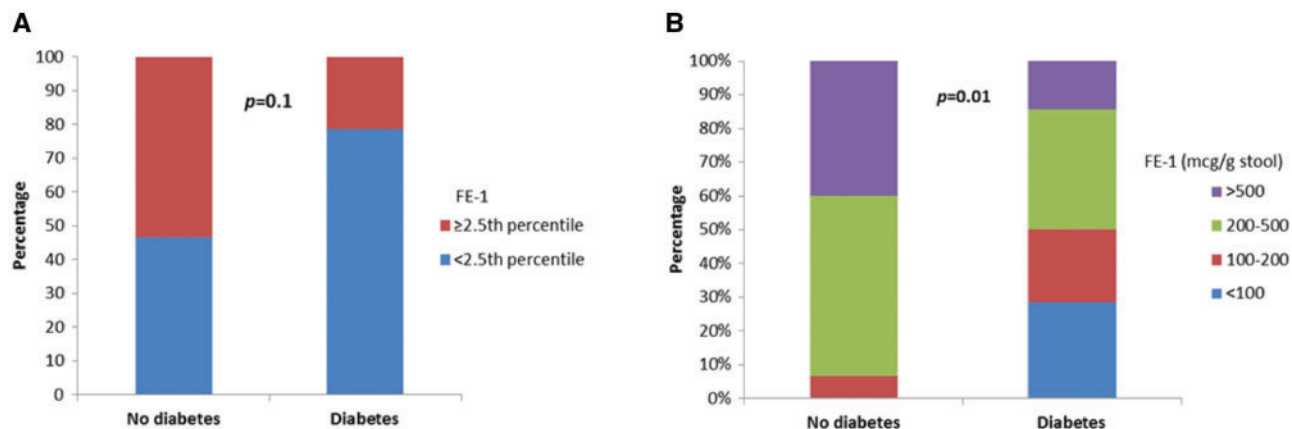 A
100
90
80
70
60
50
40
30
20
10
0
Percentage
p=0.1
No diabetes
Diabetes
FE-1
≥2.5th percentile
<2.5th percentile
B
100%
90%
80%
70%
60%
50%
40%
30%
20%
10%
0%
Percentage
p=0.01
No diabetes
Diabetes
FE-1 (mcg/g stool)
>500
200-500
100-200
<100